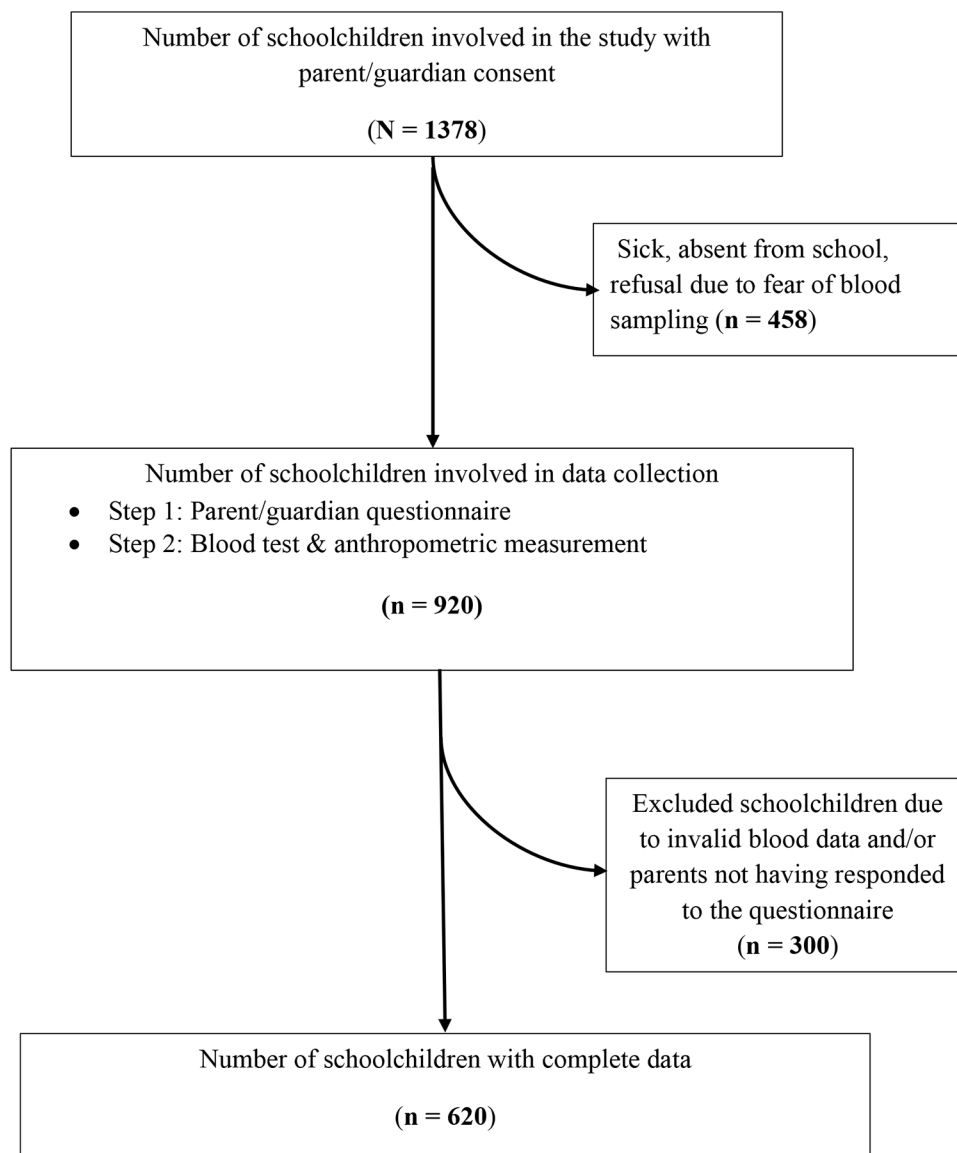 Number of schoolchildren involved in the study with
parent/guardian consent
(N = 1378)
Sick, absent from school,
refusal due to fear of blood
sampling (n = 458)
Number of schoolchildren involved in data collection
• Step 1: Parent/guardian questionnaire
• Step 2: Blood test & anthropometric measurement
(n = 920)
Excluded schoolchildren due
to invalid blood data and/or
parents not having responded
to the questionnaire
(n = 300)
Number of schoolchildren with complete data
(n = 620)